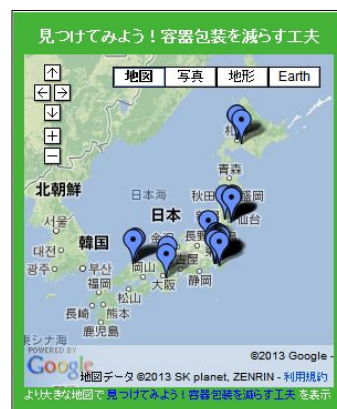 見つけてみよう！容器包装を減らす工夫
地図 写真 地形 Earth
札
青森
北朝鮮
日本海
秋田 盛岡
서울
日本
仙台
대전
韓国
광주
부산
岡山
大阪
静岡
福岡
松山
長崎 熊本
鹿児島
POWERED BY
Google
©2013 Google -
地図データ ©2013 SK planet, ZENRIN - 利用規約
より大きな地図で 見つけてみよう！容器包装を減らす工夫 を表示